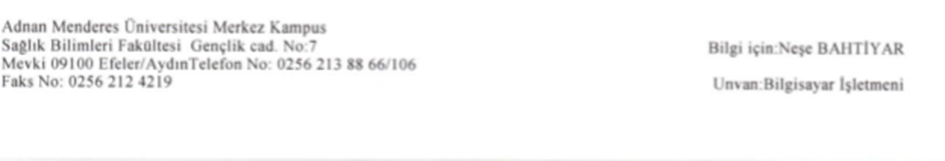 Adnan Menderes Üniversitesi Merkez Kampus
Sağlık Bilimleri Fakültesi Gençlik cad. No:7
Mevki 09100 Efeler/AydınTelefon No: 0256 213 88 66/106
Faks No: 0256 212 4219
Bilgi için:Neşe BAHTİYAR
Unvan:Bilgisayar İşletmeni